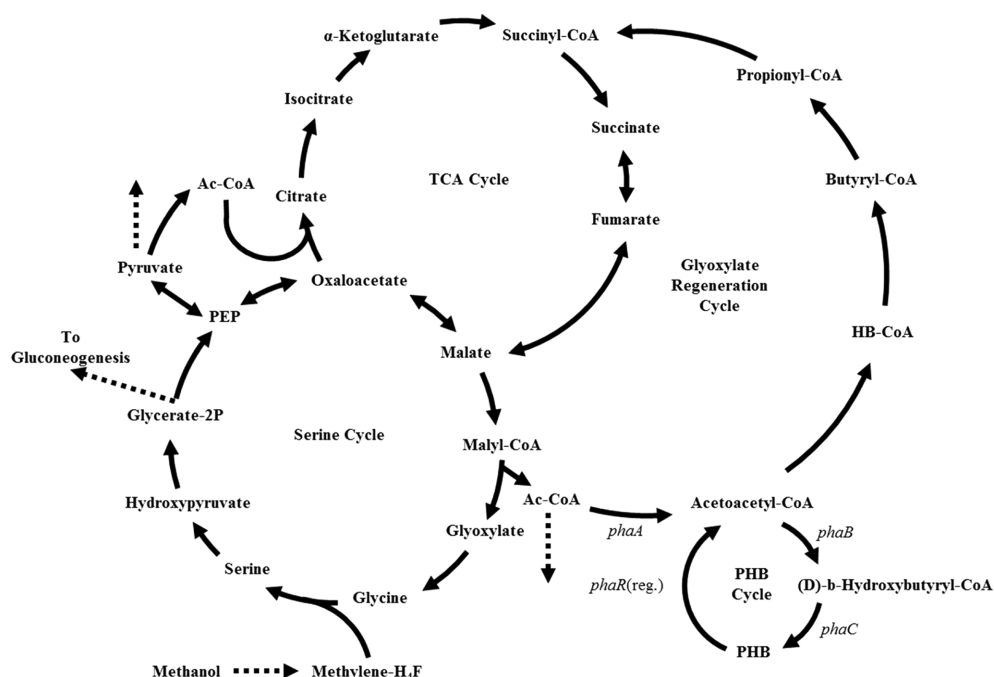 α-Ketoglutarate
Succinyl-CoA
Propionyl-CoA
Isocitrate
Succinate
Ac-CoA
Citrate
TCA Cycle
Butyryl-CoA
Fumarate
Pyruvate
Oxaloacetate
Glyoxylate
Regeneration
Cycle
PEP
To
Gluconeogenesis
Malate
HB-CoA
Glycerate-2P
Serine Cycle
Malyl-CoA
Hydroxypyruvate
Ac-CoA
Acetoacetyl-CoA
Glyoxylate
phaA
phaB
Serine
phaR(reg.)
PHB
Cycle
(D)-b-Hydroxybutyryl-CoA
Glycine
phaC
PHB
Methanol
Methylene-H₄F